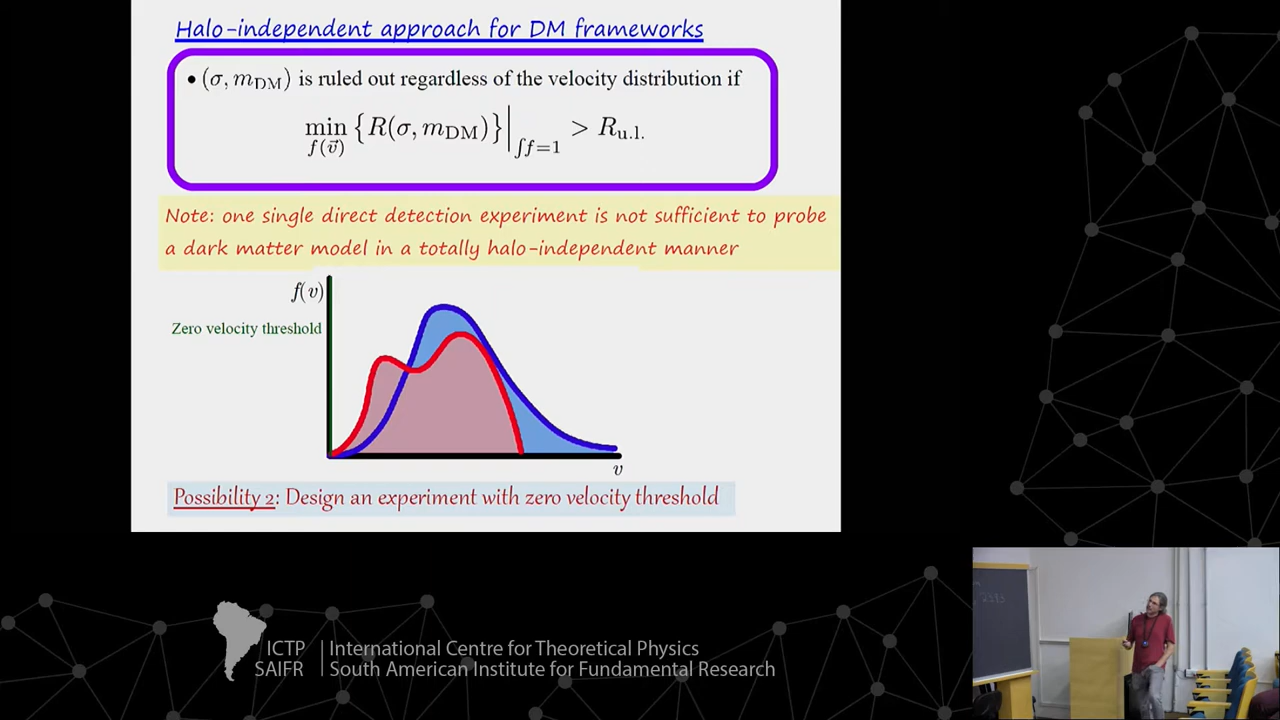 Halo-independent approach for DM frameworks
• (σ, m_DM) is ruled out regardless of the velocity distribution if
min_{f(v⃗)} {R(σ, m_DM)}|_{∫f=1} > R_u.l.
Note: one single direct detection experiment is not sufficient to probe
a dark matter model in a totally halo-independent manner
f(v)
Zero velocity threshold
v
Possibility 2: Design an experiment with zero velocity threshold
ICTP | International Centre for Theoretical Physics
SAIFR | South American Institute for Fundamental Research